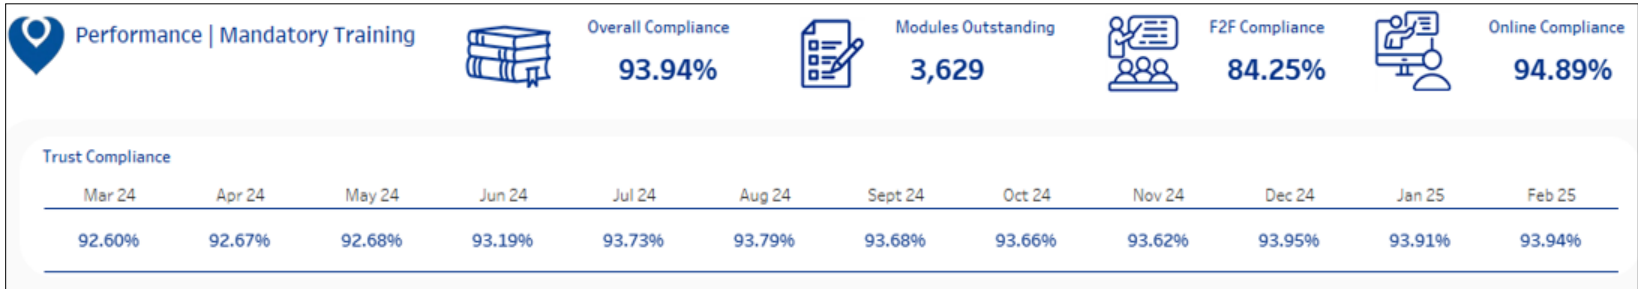 Performance | Mandatory Training
Overall Compliance
93.94%
Modules Outstanding
3,629
F2F Compliance
84.25%
Online Compliance
94.89%
Trust Compliance
Mar 24 Apr 24 May 24 Jun 24 Jul 24 Aug 24 Sept 24 Oct 24 Nov 24 Dec 24 Jan 25 Feb 25
92.60% 92.67% 92.68% 93.19% 93.73% 93.79% 93.68% 93.66% 93.62% 93.95% 93.91% 93.94%